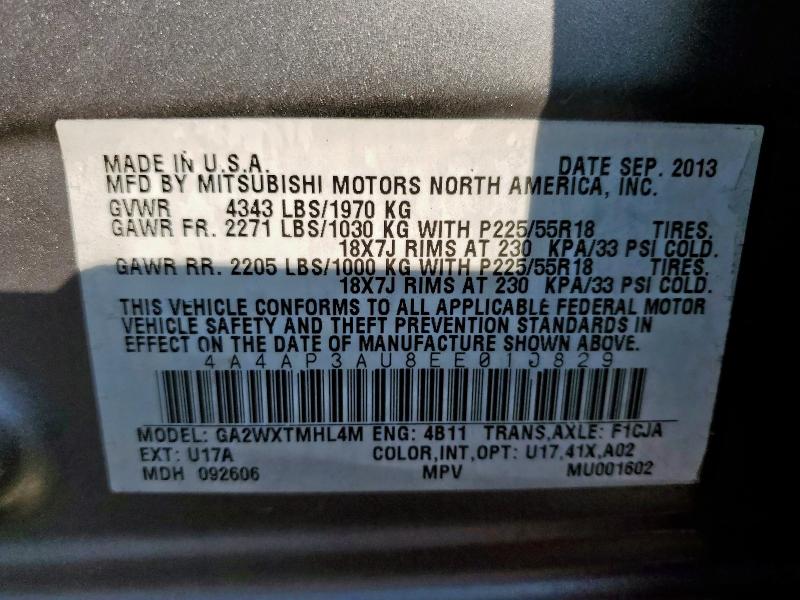 MADE IN U.S.A. DATE SEP. 2013
MFD BY MITSUBISHI MOTORS NORTH AMERICA, INC.
GVWR 4343 LBS/1970 KG
GAWR FR. 2271 LBS/1030 KG WITH P225/55R18 TIRES.
18X7J RIMS AT 230 KPA/33 PSI COLD.
GAWR RR. 2205 LBS/1000 KG WITH P225/55R18 TIRES.
18X7J RIMS AT 230 KPA/33 PSI COLD.
THIS VEHICLE CONFORMS TO ALL APPLICABLE FEDERAL MOTOR
VEHICLE SAFETY AND THEFT PREVENTION STANDARDS IN
EFFECT ON THE DATE OF MANUFACTURE SHOWN ABOVE.
4A4AP3AU8EE010829
MODEL: GA2WXTMHL4M ENG: 4B11 TRANS,AXLE: F1CJA
EXT: U17A COLOR,INT,OPT: U17,41X,A02
MDH 092606 MPV MU001602